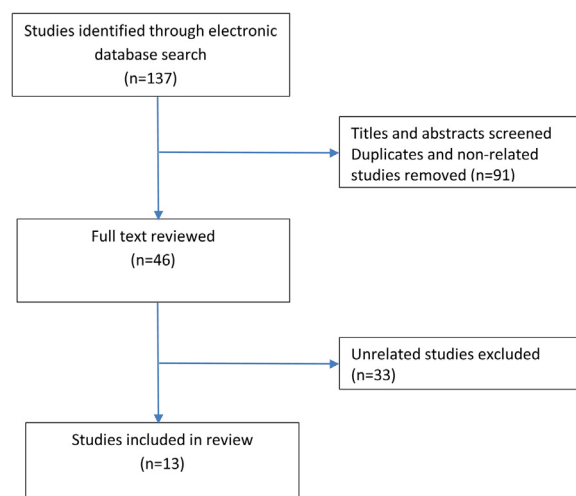 Studies identified through electronic
database search
(n=137)
Titles and abstracts screened
Duplicates and non-related
studies removed (n=91)
Full text reviewed
(n=46)
Unrelated studies excluded
(n=33)
Studies included in review
(n=13)